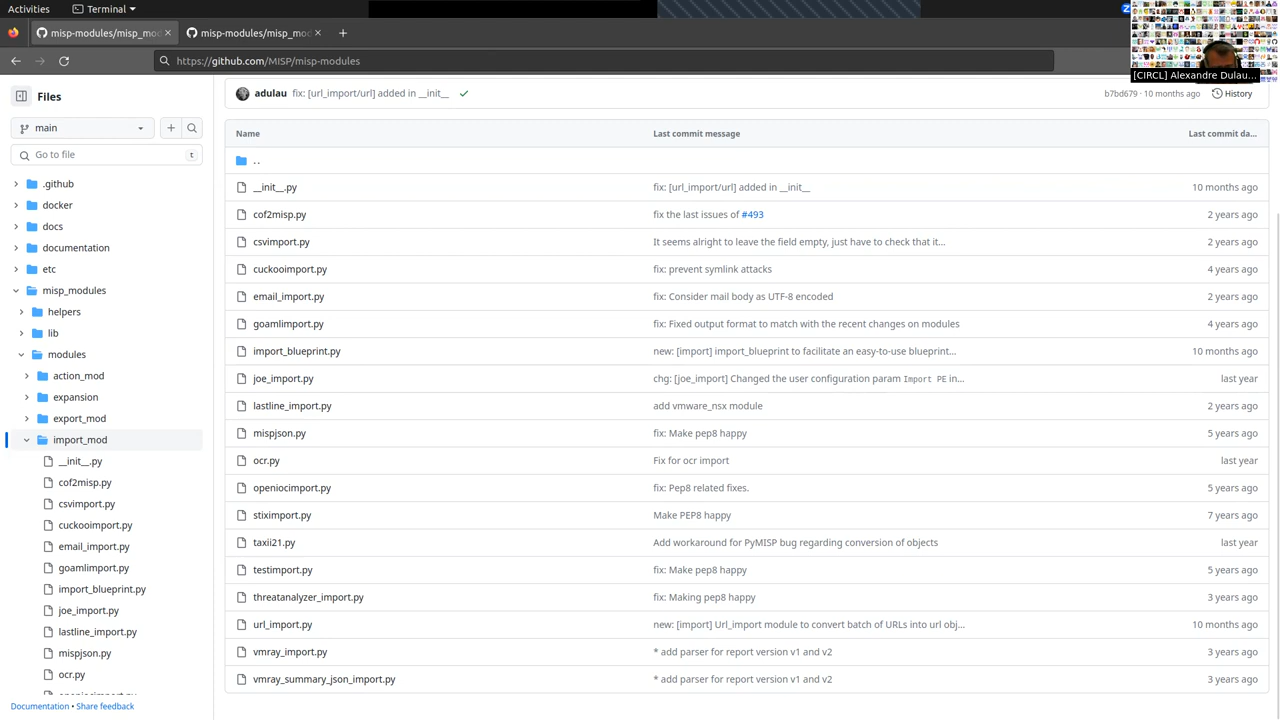 Activities
Terminal
misp-modules/misp_mo
misp-modules/misp_mo
https://github.com/MISP/misp-modules
[CIRCL] Alexandre Dulau...
Files
main
Go to file
t
.github
docker
docs
documentation
etc
misp_modules
helpers
lib
modules
action_mod
expansion
export_mod
import_mod
__init__.py
cof2misp.py
csvimport.py
cuckooimport.py
email_import.py
goamlimport.py
import_blueprint.py
joe_import.py
lastline_import.py
mispjson.py
ocr.py
openiocimport.py
Documentation • Share feedback
adulau fix: [url_import/url] added in __init__ b7bd679 · 10 months ago History
Name Last commit message Last commit da...
..
__init__.py fix: [url_import/url] added in __init__ 10 months ago
cof2misp.py fix the last issues of #493 2 years ago
csvimport.py It seems alright to leave the field empty, just have to check that it... 2 years ago
cuckooimport.py fix: prevent symlink attacks 4 years ago
email_import.py fix: Consider mail body as UTF-8 encoded 2 years ago
goamlimport.py fix: Fixed output format to match with the recent changes on modules 4 years ago
import_blueprint.py new: [import] import_blueprint to facilitate an easy-to-use blueprint... 10 months ago
joe_import.py chg: [joe_import] Changed the user configuration param Import PE in... last year
lastline_import.py add vmware_nsx module 2 years ago
mispjson.py fix: Make pep8 happy 5 years ago
ocr.py Fix for ocr import last year
openiocimport.py fix: Pep8 related fixes. 5 years ago
stiximport.py Make PEP8 happy 7 years ago
taxii21.py Add workaround for PyMISP bug regarding conversion of objects last year
testimport.py fix: Make pep8 happy 5 years ago
threatanalyzer_import.py fix: Making pep8 happy 3 years ago
url_import.py new: [import] Url_import module to convert batch of URLs into url obj... 10 months ago
vmray_import.py * add parser for report version v1 and v2 3 years ago
vmray_summary_json_import.py * add parser for report version v1 and v2 3 years ago